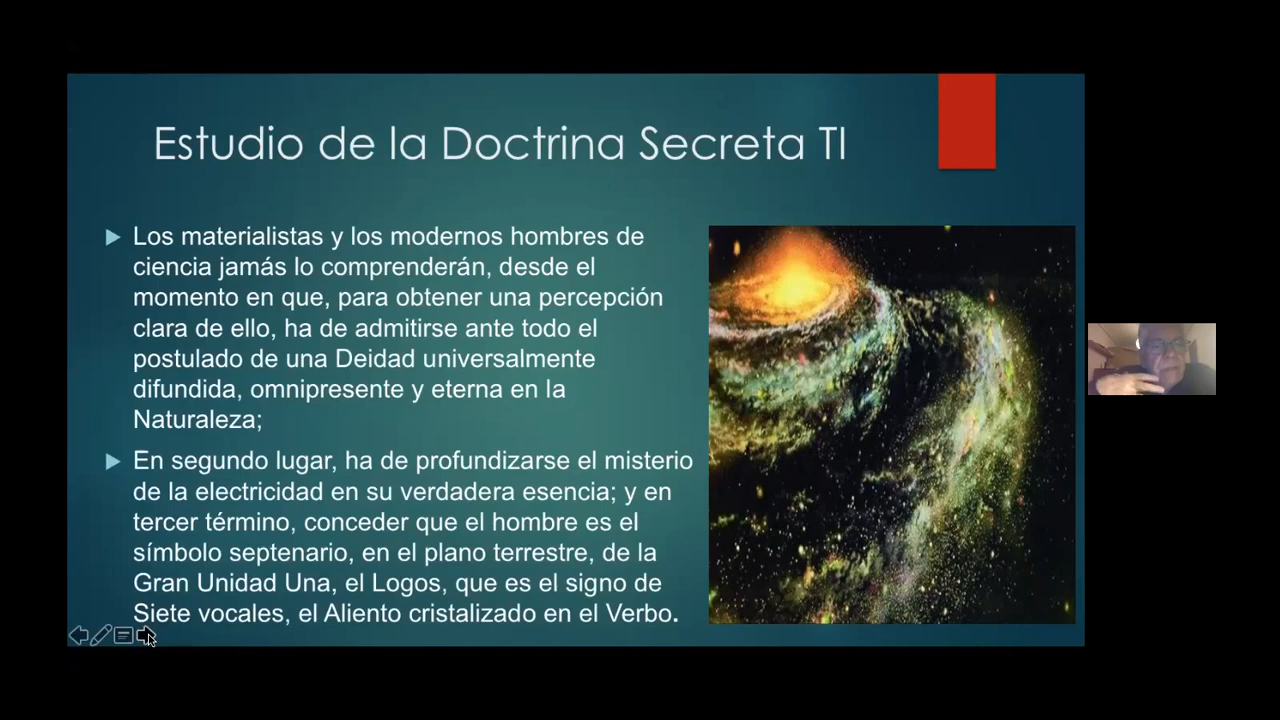 Estudio de la Doctrina Secreta TI
Los materialistas y los modernos hombres de
ciencia jamás lo comprenderán, desde el
momento en que, para obtener una percepción
clara de ello, ha de admitirse ante todo el
postulado de una Deidad universalmente
difundida, omnipresente y eterna en la
Naturaleza;
En segundo lugar, ha de profundizarse el misterio
de la electricidad en su verdadera esencia; y en
tercer término, conceder que el hombre es el
símbolo septenario, en el plano terrestre, de la
Gran Unidad Una, el Logos, que es el signo de
Siete vocales, el Aliento cristalizado en el Verbo.